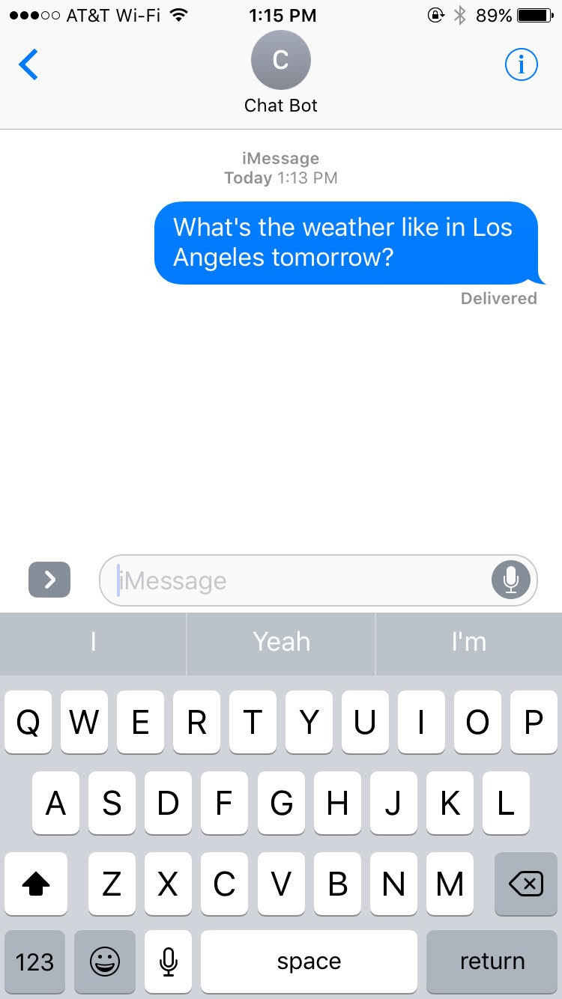 AT&T Wi-Fi 1:15 PM 89%
C
i
Chat Bot
iMessage
Today 1:13 PM
What's the weather like in Los
Angeles tomorrow?
Delivered
iMessage
I Yeah I'm
Q W E R T Y U I O P
A S D F G H J K L
Z X C V B N M
123 space return